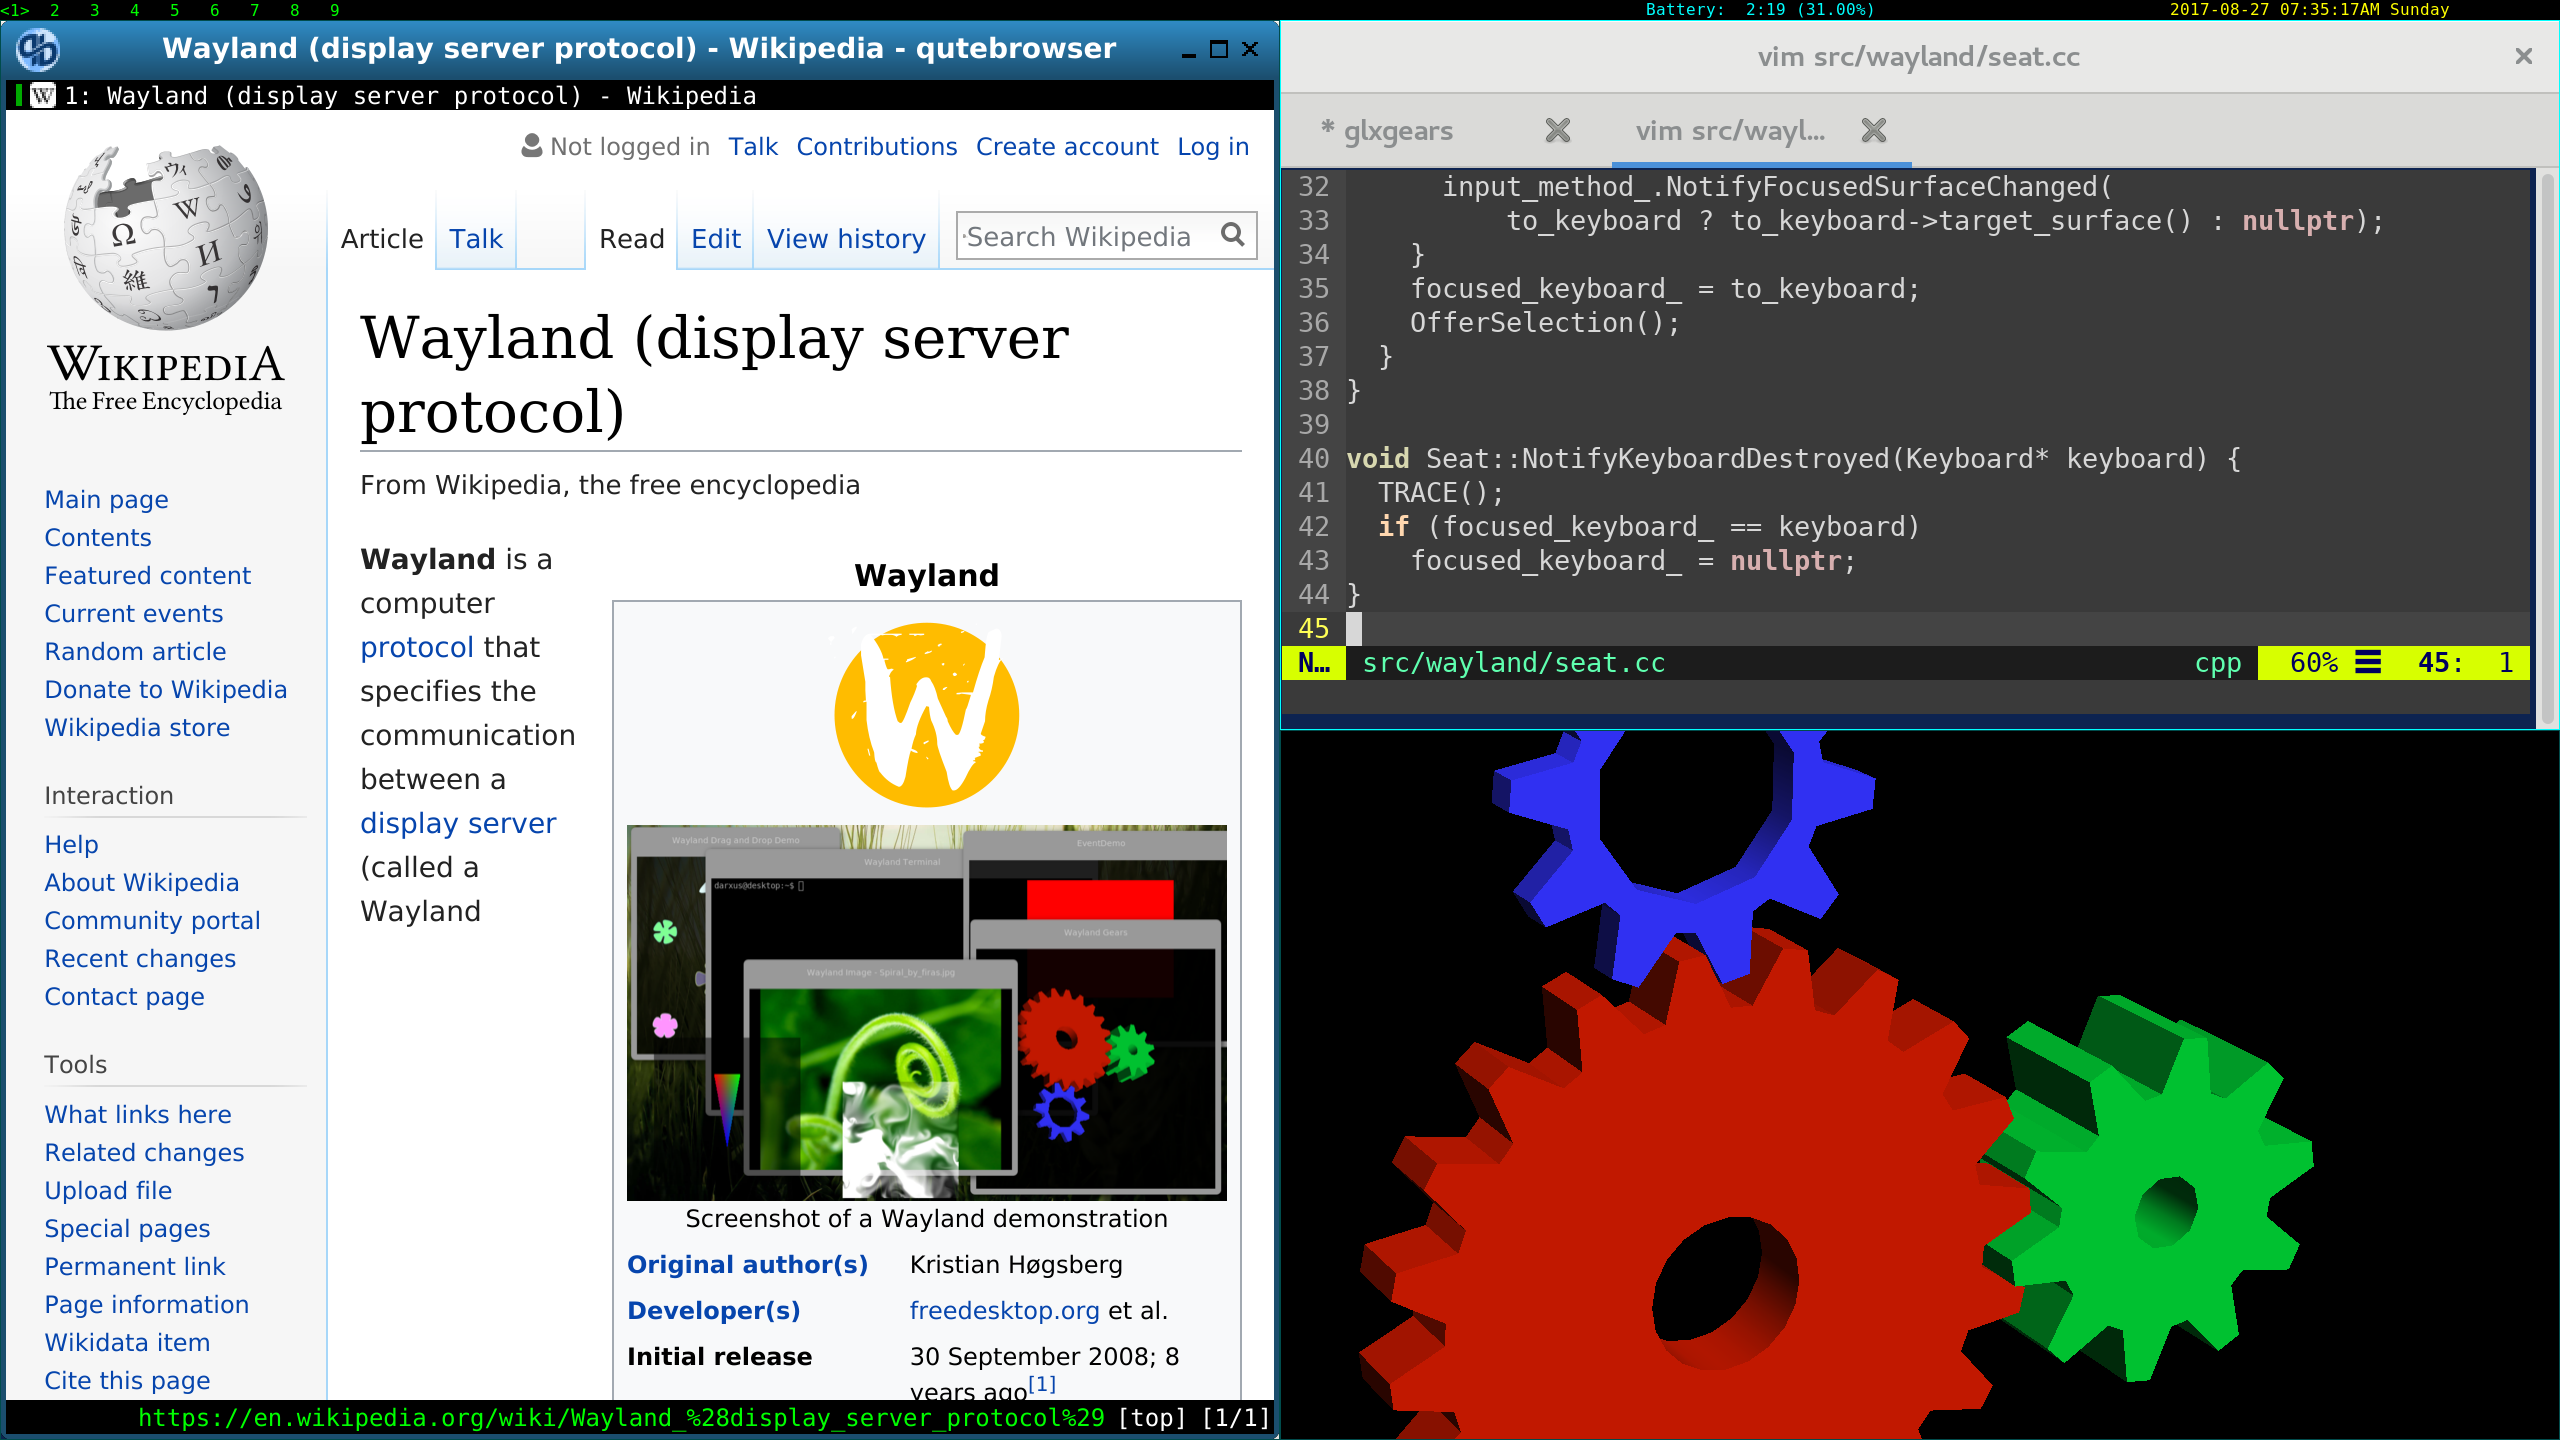 <1> 2 3 4 5 6 7 8 9
Battery: 2:19 (31.00%)
2017-08-27 07:35:17AM Sunday
Wayland (display server protocol) - Wikipedia - qutebrowser
1: Wayland (display server protocol) - Wikipedia
Not logged in Talk Contributions Create account Log in
Article Talk Read Edit View history Search Wikipedia
WIKIPEDIA
The Free Encyclopedia
Main page
Contents
Featured content
Current events
Random article
Donate to Wikipedia
Wikipedia store
Interaction
Help
About Wikipedia
Community portal
Recent changes
Contact page
Tools
What links here
Related changes
Upload file
Special pages
Permanent link
Page information
Wikidata item
Cite this page
Wayland (display server
protocol)
From Wikipedia, the free encyclopedia
Wayland is a
computer
protocol that
specifies the
communication
between a
display server
(called a
Wayland
Wayland
W
Wayland Drag and Drop Demo
Wayland Terminal
EventDemo
darxus@desktop:~$
Wayland Gears
Wayland Image - Spiral_by_firas.jpg
Screenshot of a Wayland demonstration
Original author(s) Kristian Høgsberg
Developer(s) freedesktop.org et al.
Initial release 30 September 2008; 8
years ago[1]
https://en.wikipedia.org/wiki/Wayland_%28display_server_protocol%29 [top] [1/1]
vim src/wayland/seat.cc
* glxgears vim src/wayl...
32       input_method_.NotifyFocusedSurfaceChanged(
33           to_keyboard ? to_keyboard->target_surface() : nullptr);
34     }
35     focused_keyboard_ = to_keyboard;
36     OfferSelection();
37   }
38 }
39
40 void Seat::NotifyKeyboardDestroyed(Keyboard* keyboard) {
41   TRACE();
42   if (focused_keyboard_ == keyboard)
43     focused_keyboard_ = nullptr;
44 }
45
N… src/wayland/seat.cc cpp 60% ☰ 45: 1